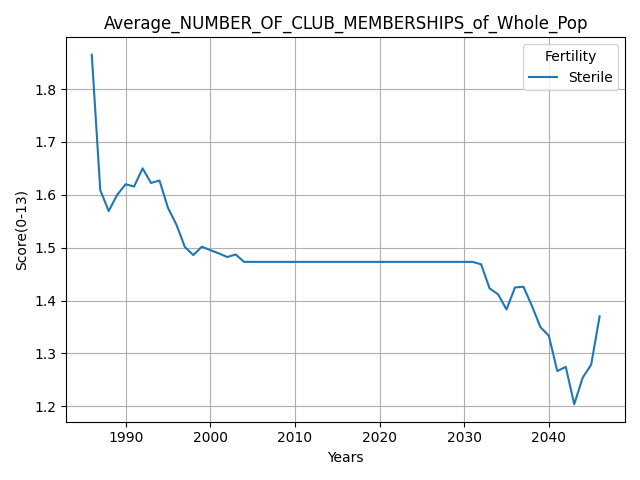 Average_NUMBER_OF_CLUB_MEMBERSHIPS_of_Whole_Pop
Fertility
Sterile
Score(0-13)
1.8
1.7
1.6
1.5
1.4
1.3
1.2
1990 2000 2010 2020 2030 2040
Years